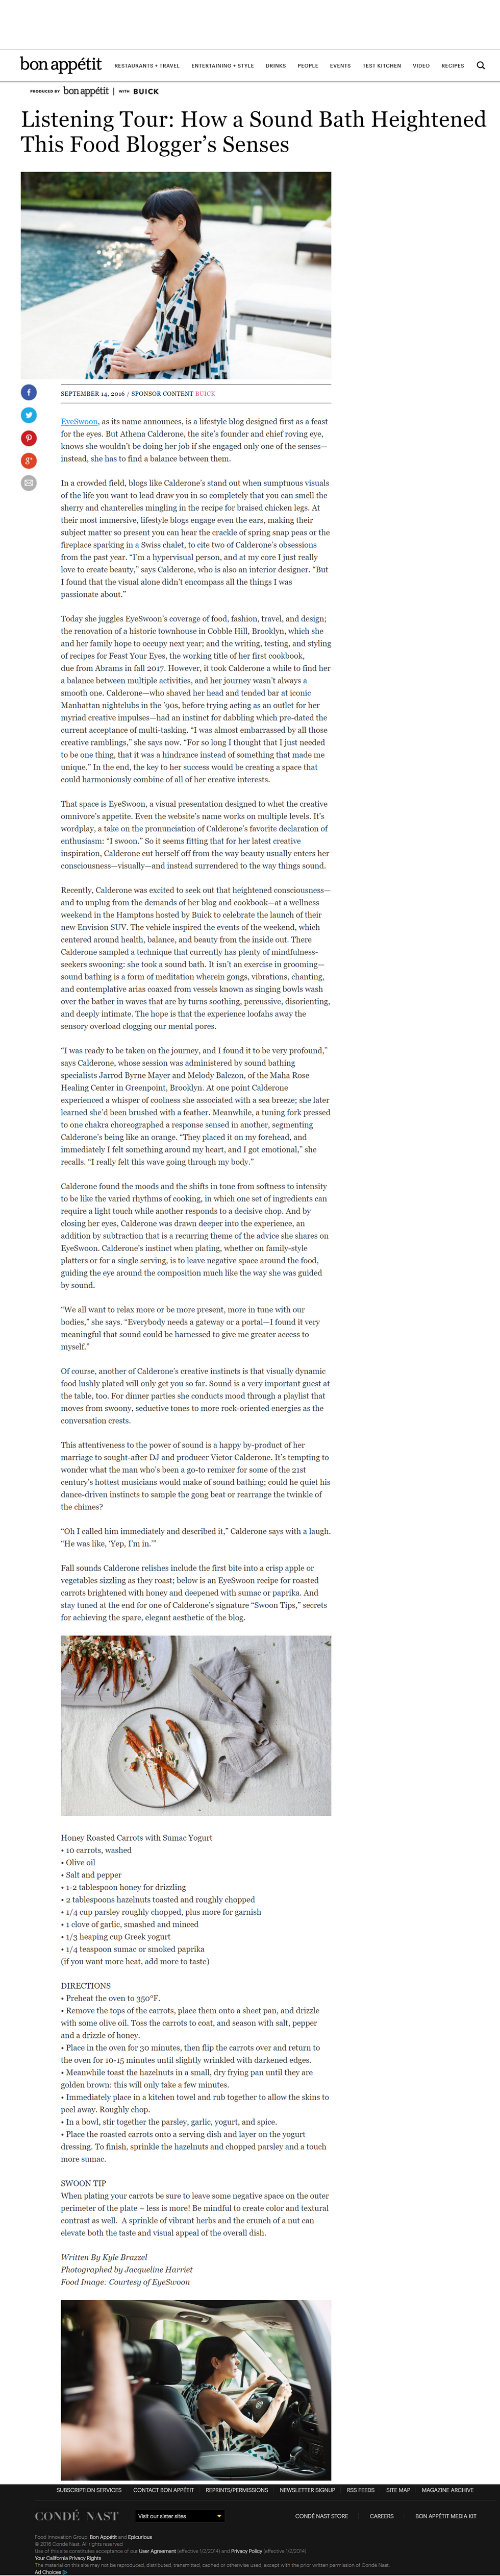 bon appétit
RESTAURANTS + TRAVEL ENTERTAINING + STYLE DRINKS PEOPLE EVENTS TEST KITCHEN VIDEO RECIPES
PRODUCED BY bon appétit | WITH BUICK
Listening Tour: How a Sound Bath Heightened
This Food Blogger’s Senses
SEPTEMBER 14, 2016 / SPONSOR CONTENT BUICK
EyeSwoon, as its name announces, is a lifestyle blog designed first as a feast
for the eyes. But Athena Calderone, the site’s founder and chief roving eye,
knows she wouldn’t be doing her job if she engaged only one of the senses—
instead, she has to find a balance between them.
In a crowded field, blogs like Calderone’s stand out when sumptuous visuals
of the life you want to lead draw you in so completely that you can smell the
sherry and chanterelles mingling in the recipe for braised chicken legs. At
their most immersive, lifestyle blogs engage even the ears, making their
subject matter so present you can hear the crackle of spring snap peas or the
fireplace sparking in a Swiss chalet, to cite two of Calderone’s obsessions
from the past year. “I’m a hypervisual person, and at my core I just really
love to create beauty,” says Calderone, who is also an interior designer. “But
I found that the visual alone didn’t encompass all the things I was
passionate about.”
Today she juggles EyeSwoon’s coverage of food, fashion, travel, and design;
the renovation of a historic townhouse in Cobble Hill, Brooklyn, which she
and her family hope to occupy next year; and the writing, testing, and styling
of recipes for Feast Your Eyes, the working title of her first cookbook,
due from Abrams in fall 2017. However, it took Calderone a while to find
a balance between multiple activities, and her journey wasn’t always a
smooth one. Calderone—who shaved her head and tended bar at iconic
Manhattan nightclubs in the ’90s, before trying acting as an outlet for her
myriad creative impulses—had an instinct for dabbling which pre-dated the
current acceptance of multi-tasking. “I was almost embarrassed by all those
creative ramblings,” she says now. “For so long I thought that I just needed
to be one thing, that it was a hindrance instead of something that made me
unique.” In the end, the key to her success would be creating a space that
could harmoniously combine of all of her creative interests.
That space is EyeSwoon, a visual presentation designed to whet the creative
omnivore’s appetite. Even the website’s name works on multiple levels. It’s
wordplay, a take on the pronunciation of Calderone’s favorite declaration of
enthusiasm: “I swoon.” So it seems fitting that for her latest creative
inspiration, Calderone cut herself off from the way beauty usually enters her
consciousness—visually—and instead surrendered to the way things sound.
Recently, Calderone was excited to seek out that heightened consciousness—
and to unplug from the demands of her blog and cookbook—at a wellness
weekend in the Hamptons hosted by Buick to celebrate the launch of their
new Envision SUV. The vehicle inspired the events of the weekend, which
centered around health, balance, and beauty from the inside out. There
Calderone sampled a technique that currently has plenty of mindfulness-
seekers swooning: she took a sound bath. It isn’t an exercise in grooming—
sound bathing is a form of meditation wherein gongs, vibrations, chanting,
and contemplative arias coaxed from vessels known as singing bowls wash
over the bather in waves that are by turns soothing, percussive, disorienting,
and deeply intimate. The hope is that the experience loofahs away the
sensory overload clogging our mental pores.
“I was ready to be taken on the journey, and I found it to be very profound,”
says Calderone, whose session was administered by sound bathing
specialists Jarrod Byrne Mayer and Melody Balczon, of the Maha Rose
Healing Center in Greenpoint, Brooklyn. At one point Calderone
experienced a whisper of coolness she associated with a sea breeze; she later
learned she’d been brushed with a feather. Meanwhile, a tuning fork pressed
to one chakra choreographed a response sensed in another, segmenting
Calderone’s being like an orange. “They placed it on my forehead, and
immediately I felt something around my heart, and I got emotional,” she
recalls. “I really felt this wave going through my body.”
Calderone found the moods and the shifts in tone from softness to intensity
to be like the varied rhythms of cooking, in which one set of ingredients can
require a light touch while another responds to a decisive chop. And by
closing her eyes, Calderone was drawn deeper into the experience, an
addition by subtraction that is a recurring theme of the advice she shares on
EyeSwoon. Calderone’s instinct when plating, whether on family-style
platters or for a single serving, is to leave negative space around the food,
guiding the eye around the composition much like the way she was guided
by sound.
“We all want to relax more or be more present, more in tune with our
bodies,” she says. “Everybody needs a gateway or a portal—I found it very
meaningful that sound could be harnessed to give me greater access to
myself.”
Of course, another of Calderone’s creative instincts is that visually dynamic
food lushly plated will only get you so far. Sound is a very important guest at
the table, too. For dinner parties she conducts mood through a playlist that
moves from swoony, seductive tones to more rock-oriented energies as the
conversation crests.
This attentiveness to the power of sound is a happy by-product of her
marriage to sought-after DJ and producer Victor Calderone. It’s tempting to
wonder what the man who’s been a go-to remixer for some of the 21st
century’s hottest musicians would make of sound bathing; could he quiet his
dance-driven instincts to sample the gong beat or rearrange the twinkle of
the chimes?
“Oh I called him immediately and described it,” Calderone says with a laugh.
“He was like, ‘Yep, I’m in.’”
Fall sounds Calderone relishes include the first bite into a crisp apple or
vegetables sizzling as they roast; below is an EyeSwoon recipe for roasted
carrots brightened with honey and deepened with sumac or paprika. And
stay tuned at the end for one of Calderone’s signature “Swoon Tips,” secrets
for achieving the spare, elegant aesthetic of the blog.
Honey Roasted Carrots with Sumac Yogurt
• 10 carrots, washed
• Olive oil
• Salt and pepper
• 1-2 tablespoon honey for drizzling
• 2 tablespoons hazelnuts toasted and roughly chopped
• 1/4 cup parsley roughly chopped, plus more for garnish
• 1 clove of garlic, smashed and minced
• 1/3 heaping cup Greek yogurt
• 1/4 teaspoon sumac or smoked paprika
(if you want more heat, add more to taste)
DIRECTIONS
• Preheat the oven to 350°F.
• Remove the tops of the carrots, place them onto a sheet pan, and drizzle
with some olive oil. Toss the carrots to coat, and season with salt, pepper
and a drizzle of honey.
• Place in the oven for 30 minutes, then flip the carrots over and return to
the oven for 10-15 minutes until slightly wrinkled with darkened edges.
• Meanwhile toast the hazelnuts in a small, dry frying pan until they are
golden brown: this will only take a few minutes.
• Immediately place in a kitchen towel and rub together to allow the skins to
peel away. Roughly chop.
• In a bowl, stir together the parsley, garlic, yogurt, and spice.
• Place the roasted carrots onto a serving dish and layer on the yogurt
dressing. To finish, sprinkle the hazelnuts and chopped parsley and a touch
more sumac.
SWOON TIP
When plating your carrots be sure to leave some negative space on the outer
perimeter of the plate – less is more! Be mindful to create color and textural
contrast as well. A sprinkle of vibrant herbs and the crunch of a nut can
elevate both the taste and visual appeal of the overall dish.
Written By Kyle Brazzel
Photographed by Jacqueline Harriet
Food Image: Courtesy of EyeSwoon
SUBSCRIPTION SERVICES CONTACT BON APPÉTIT REPRINTS/PERMISSIONS NEWSLETTER SIGNUP RSS FEEDS SITE MAP MAGAZINE ARCHIVE
CONDÉ NAST Visit our sister sites CONDÉ NAST STORE CAREERS BON APPÉTIT MEDIA KIT
Food Innovation Group: Bon Appétit and Epicurious
© 2016 Condé Nast. All rights reserved
Use of this site constitutes acceptance of our User Agreement (effective 1/2/2014) and Privacy Policy (effective 1/2/2014).
Your California Privacy Rights
The material on this site may not be reproduced, distributed, transmitted, cached or otherwise used, except with the prior written permission of Condé Nast.
Ad Choices